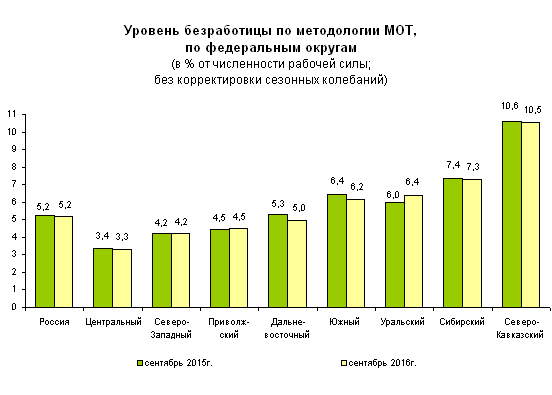 Уровень безработицы по методологии МОТ,
по федеральным округам
(в % от численности рабочей силы;
без корректировки сезонных колебаний)
11
10
9
8
7
6
5
4
3
2
1
0
5,2 5,2
3,4 3,3
4,2 4,2
4,5 4,5
5,3 5,0
6,4 6,2
6,0 6,4
7,4 7,3
10,6 10,5
Россия
Центральный
Северо-
Западный
Приволж-
ский
Дальне-
восточный
Южный
Уральский
Сибирский
Северо-
Кавказский
сентябрь 2015г. сентябрь 2016г.